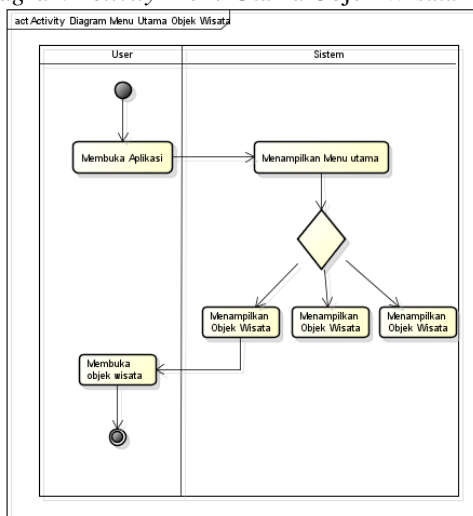 act Activity Diagram Menu Utama Objek Wisata
User
Sistem
Membuka Aplikasi
Menampilkan Menu utama
Menampilkan
Objek Wisata
Menampilkan
Objek Wisata
Menampilkan
Objek Wisata
Membuka
objek wisata